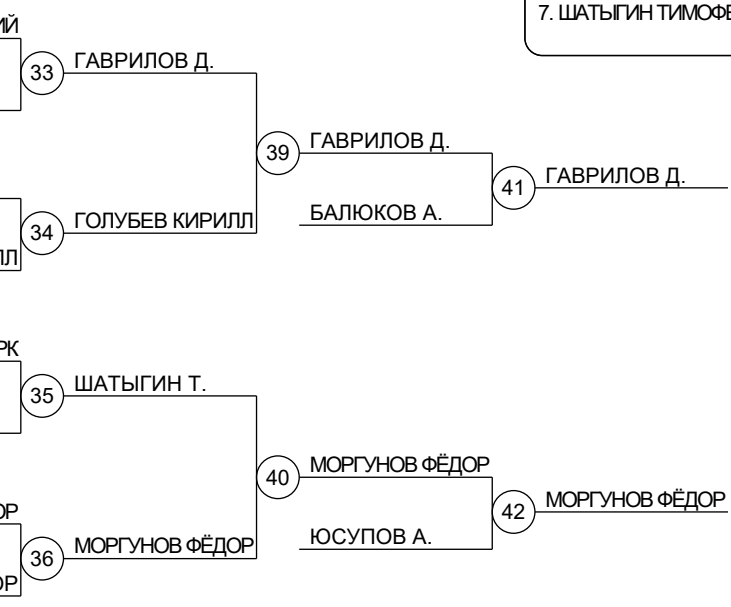 7. ШАТЫГИН ТИМОФЕ
33 ГАВРИЛОВ Д.
39 ГАВРИЛОВ Д.
41 ГАВРИЛОВ Д.
БАЛЮКОВ А.
34 ГОЛУБЕВ КИРИЛЛ
35 ШАТЫГИН Т.
40 МОРГУНОВ ФЁДОР
42 МОРГУНОВ ФЁДОР
ЮСУПОВ А.
36 МОРГУНОВ ФЁДОР